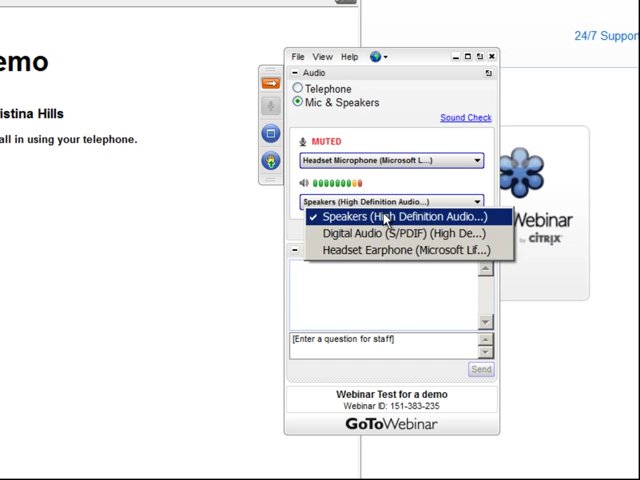 emo
istina Hills
all in using your telephone.
24/7 Suppor
File View Help
Audio
Telephone
Mic & Speakers
Sound Check
MUTED
Headset Microphone (Microsoft L...)
Speakers (High Definition Audio...)
Speakers (High Definition Audio...)
Digital Audio (S/PDIF) (High De...)
Headset Earphone (Microsoft Lif...)
[Enter a question for staff]
Send
Webinar Test for a demo
Webinar ID: 151-383-235
GoToWebinar
Webinar
by CITRIX